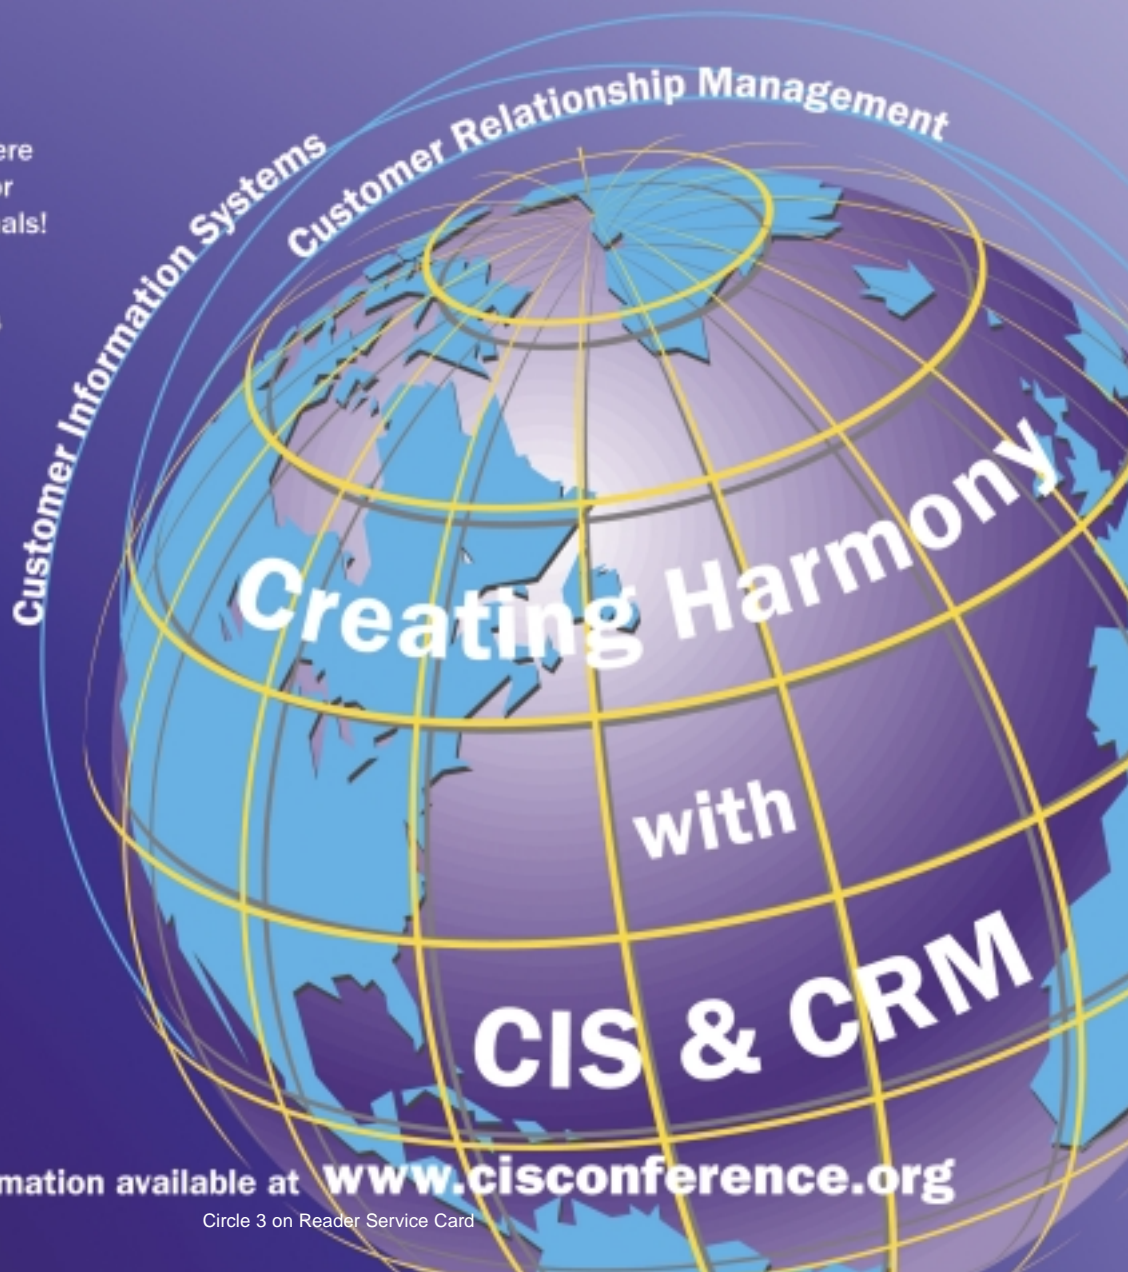 Customer Information Systems
Customer Relationship Management
als!
Creating Harmony
with
CIS & CRM
mation available at www.cisconference.org
Circle 3 on Reader Service Card